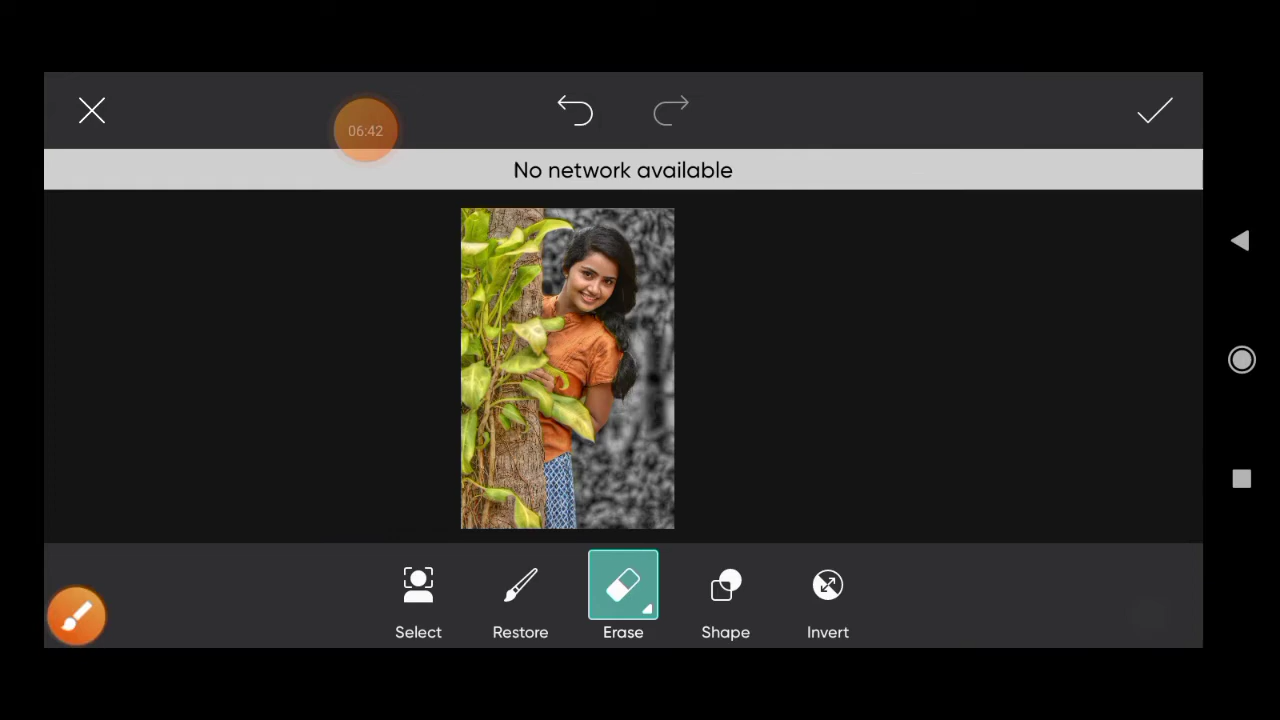 06:42
No network available
Select
Restore
Erase
Shape
Invert